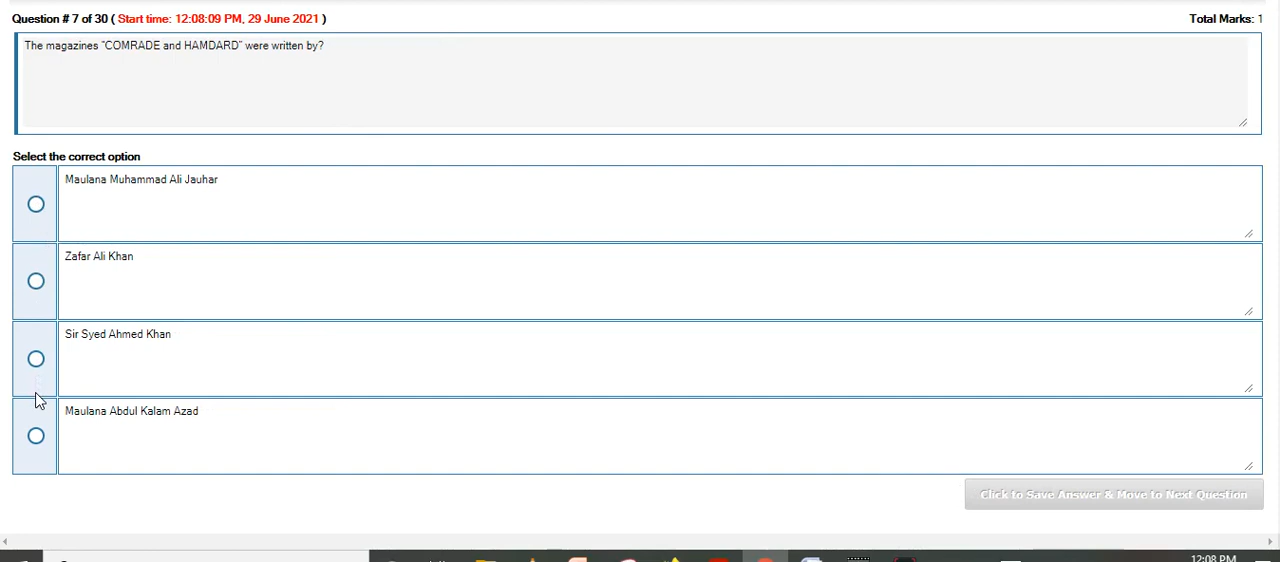 Question # 7 of 30 ( Start time: 12:08:09 PM, 29 June 2021 )
Total Marks: 1
The magazines "COMRADE and HAMDARD" were written by?
Select the correct option
Maulana Muhammad Ali Jauhar
Zafar Ali Khan
Sir Syed Ahmed Khan
Maulana Abdul Kalam Azad
Click to Save Answer & Move to Next Question
12:08 PM